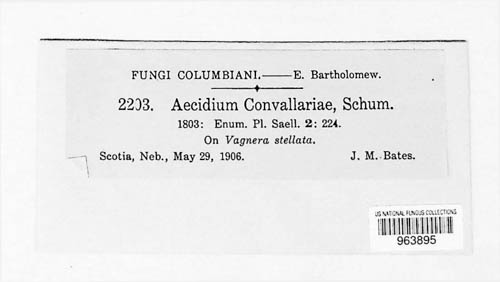 FUNGI COLUMBIANI.——E. Bartholomew.
2203. Aecidium Convallariae, Schum.
1803: Enum. Pl. Saell. 2: 224.
On Vagnera stellata.
Scotia, Neb., May 29, 1906. J. M. Bates.
US NATIONAL FUNGUS COLLECTIONS
963895